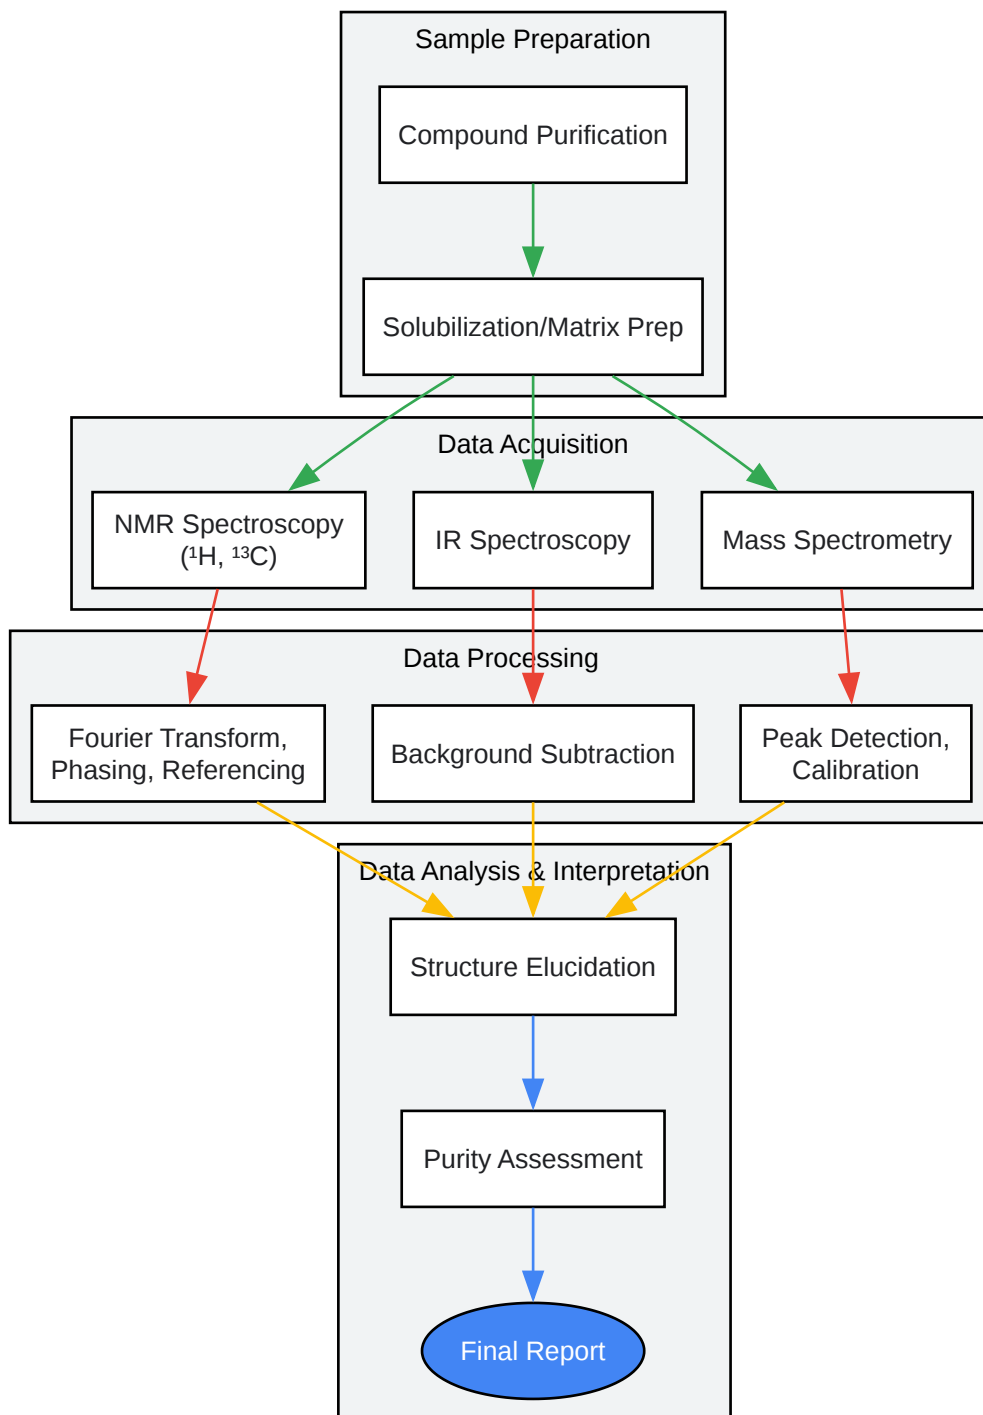 Sample Preparation
Compound Purification
Solubilization/Matrix Prep
Data Acquisition
NMR Spectroscopy
(¹H, ¹³C)
IR Spectroscopy
Mass Spectrometry
Data Processing
Fourier Transform,
Phasing, Referencing
Background Subtraction
Peak Detection,
Calibration
Data Analysis & Interpretation
Structure Elucidation
Purity Assessment
Final Report